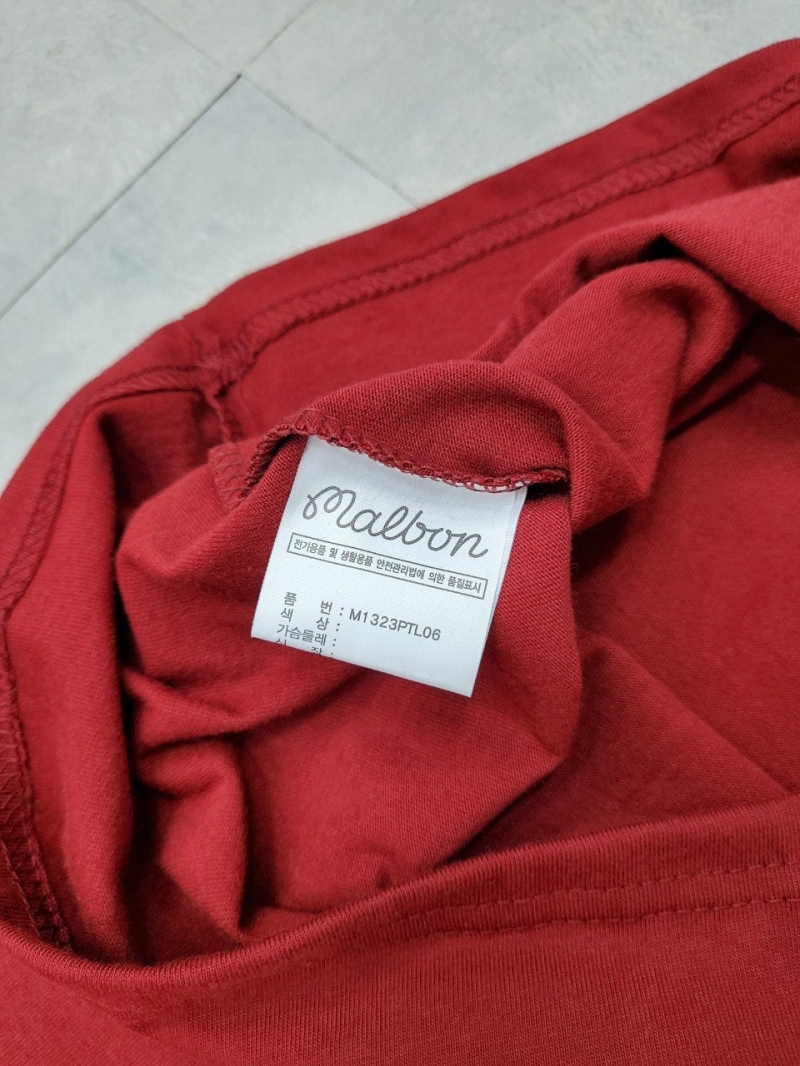 Malbon
전기용품 및 생활용품 안전관리법에 의한 품질표시
품 번 : M1323PTL06
색 상 :
가슴둘레 :